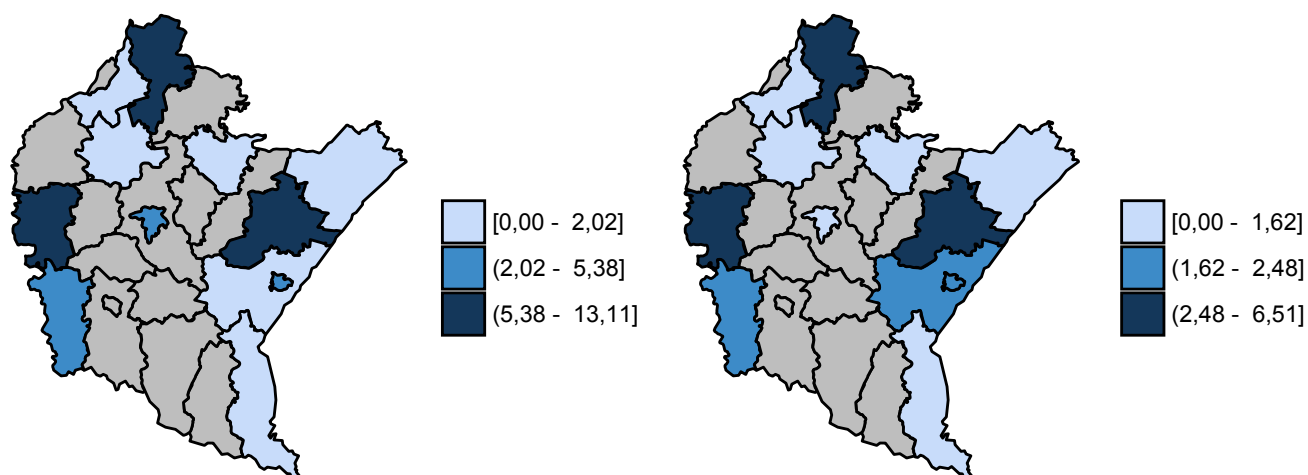 [0,00 - 2,02]
(2,02 - 5,38]
(5,38 - 13,11]
[0,00 - 1,62]
(1,62 - 2,48]
(2,48 - 6,51]